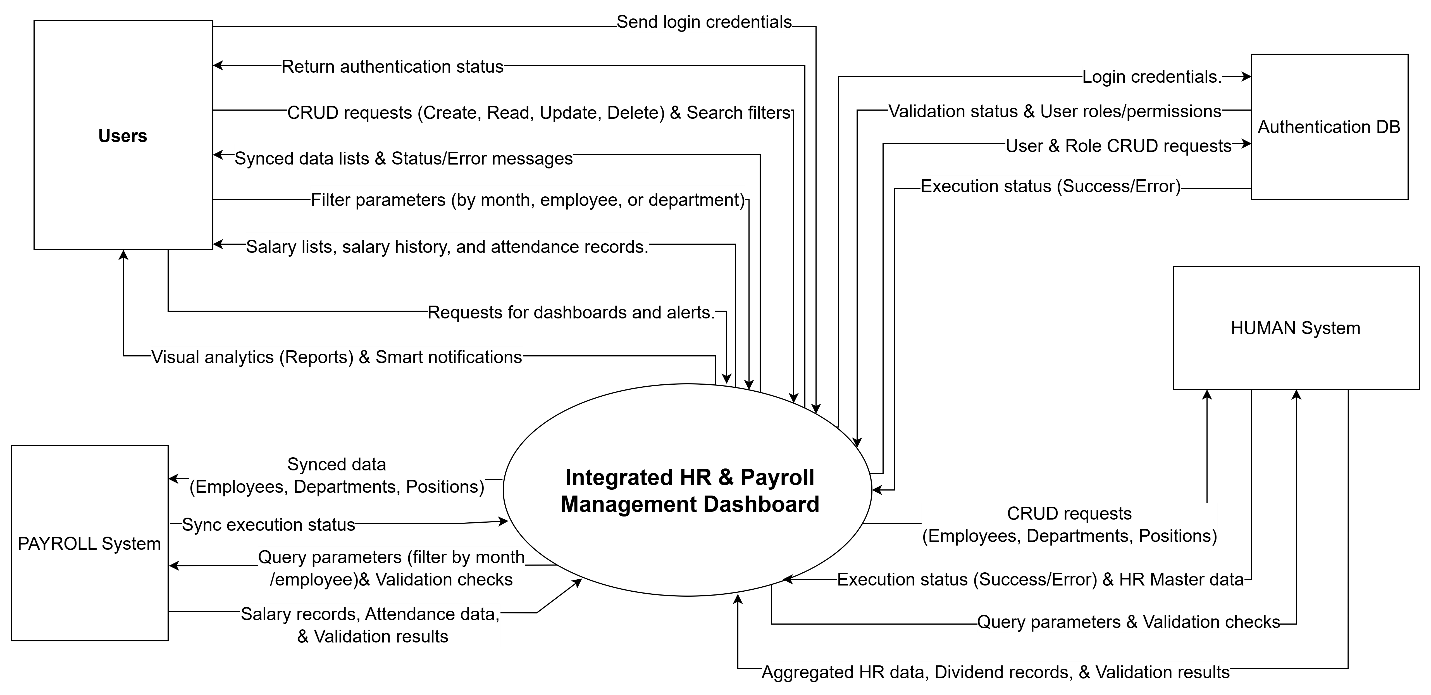 Send login credentials
Return authentication status
CRUD requests (Create, Read, Update, Delete) & Search filters
Users
Synced data lists & Status/Error messages
Filter parameters (by month, employee, or department)
Salary lists, salary history, and attendance records.
Requests for dashboards and alerts.
Visual analytics (Reports) & Smart notifications
Login credentials.
Validation status & User roles/permissions
Authentication DB
User & Role CRUD requests
Execution status (Success/Error)
HUMAN System
Integrated HR & Payroll
Management Dashboard
Synced data
(Employees, Departments, Positions)
Sync execution status
PAYROLL System
Query parameters (filter by month
/employee)& Validation checks
Salary records, Attendance data,
& Validation results
CRUD requests
(Employees, Departments, Positions)
Execution status (Success/Error) & HR Master data
Query parameters & Validation checks
Aggregated HR data, Dividend records, & Validation results